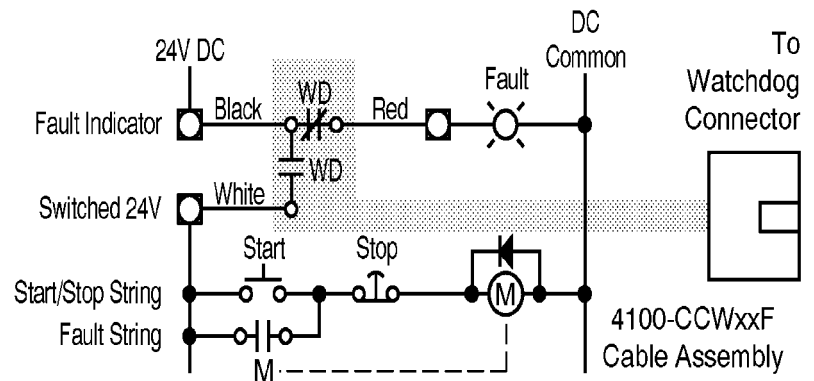 24V DC
DC
Common
To
Watchdog
Connector
WD
Fault
Fault Indicator
Black
Red
WD
Switched 24V
White
Start
Stop
Start/Stop String
M
Fault String
M
4100-CCWxxF
Cable Assembly